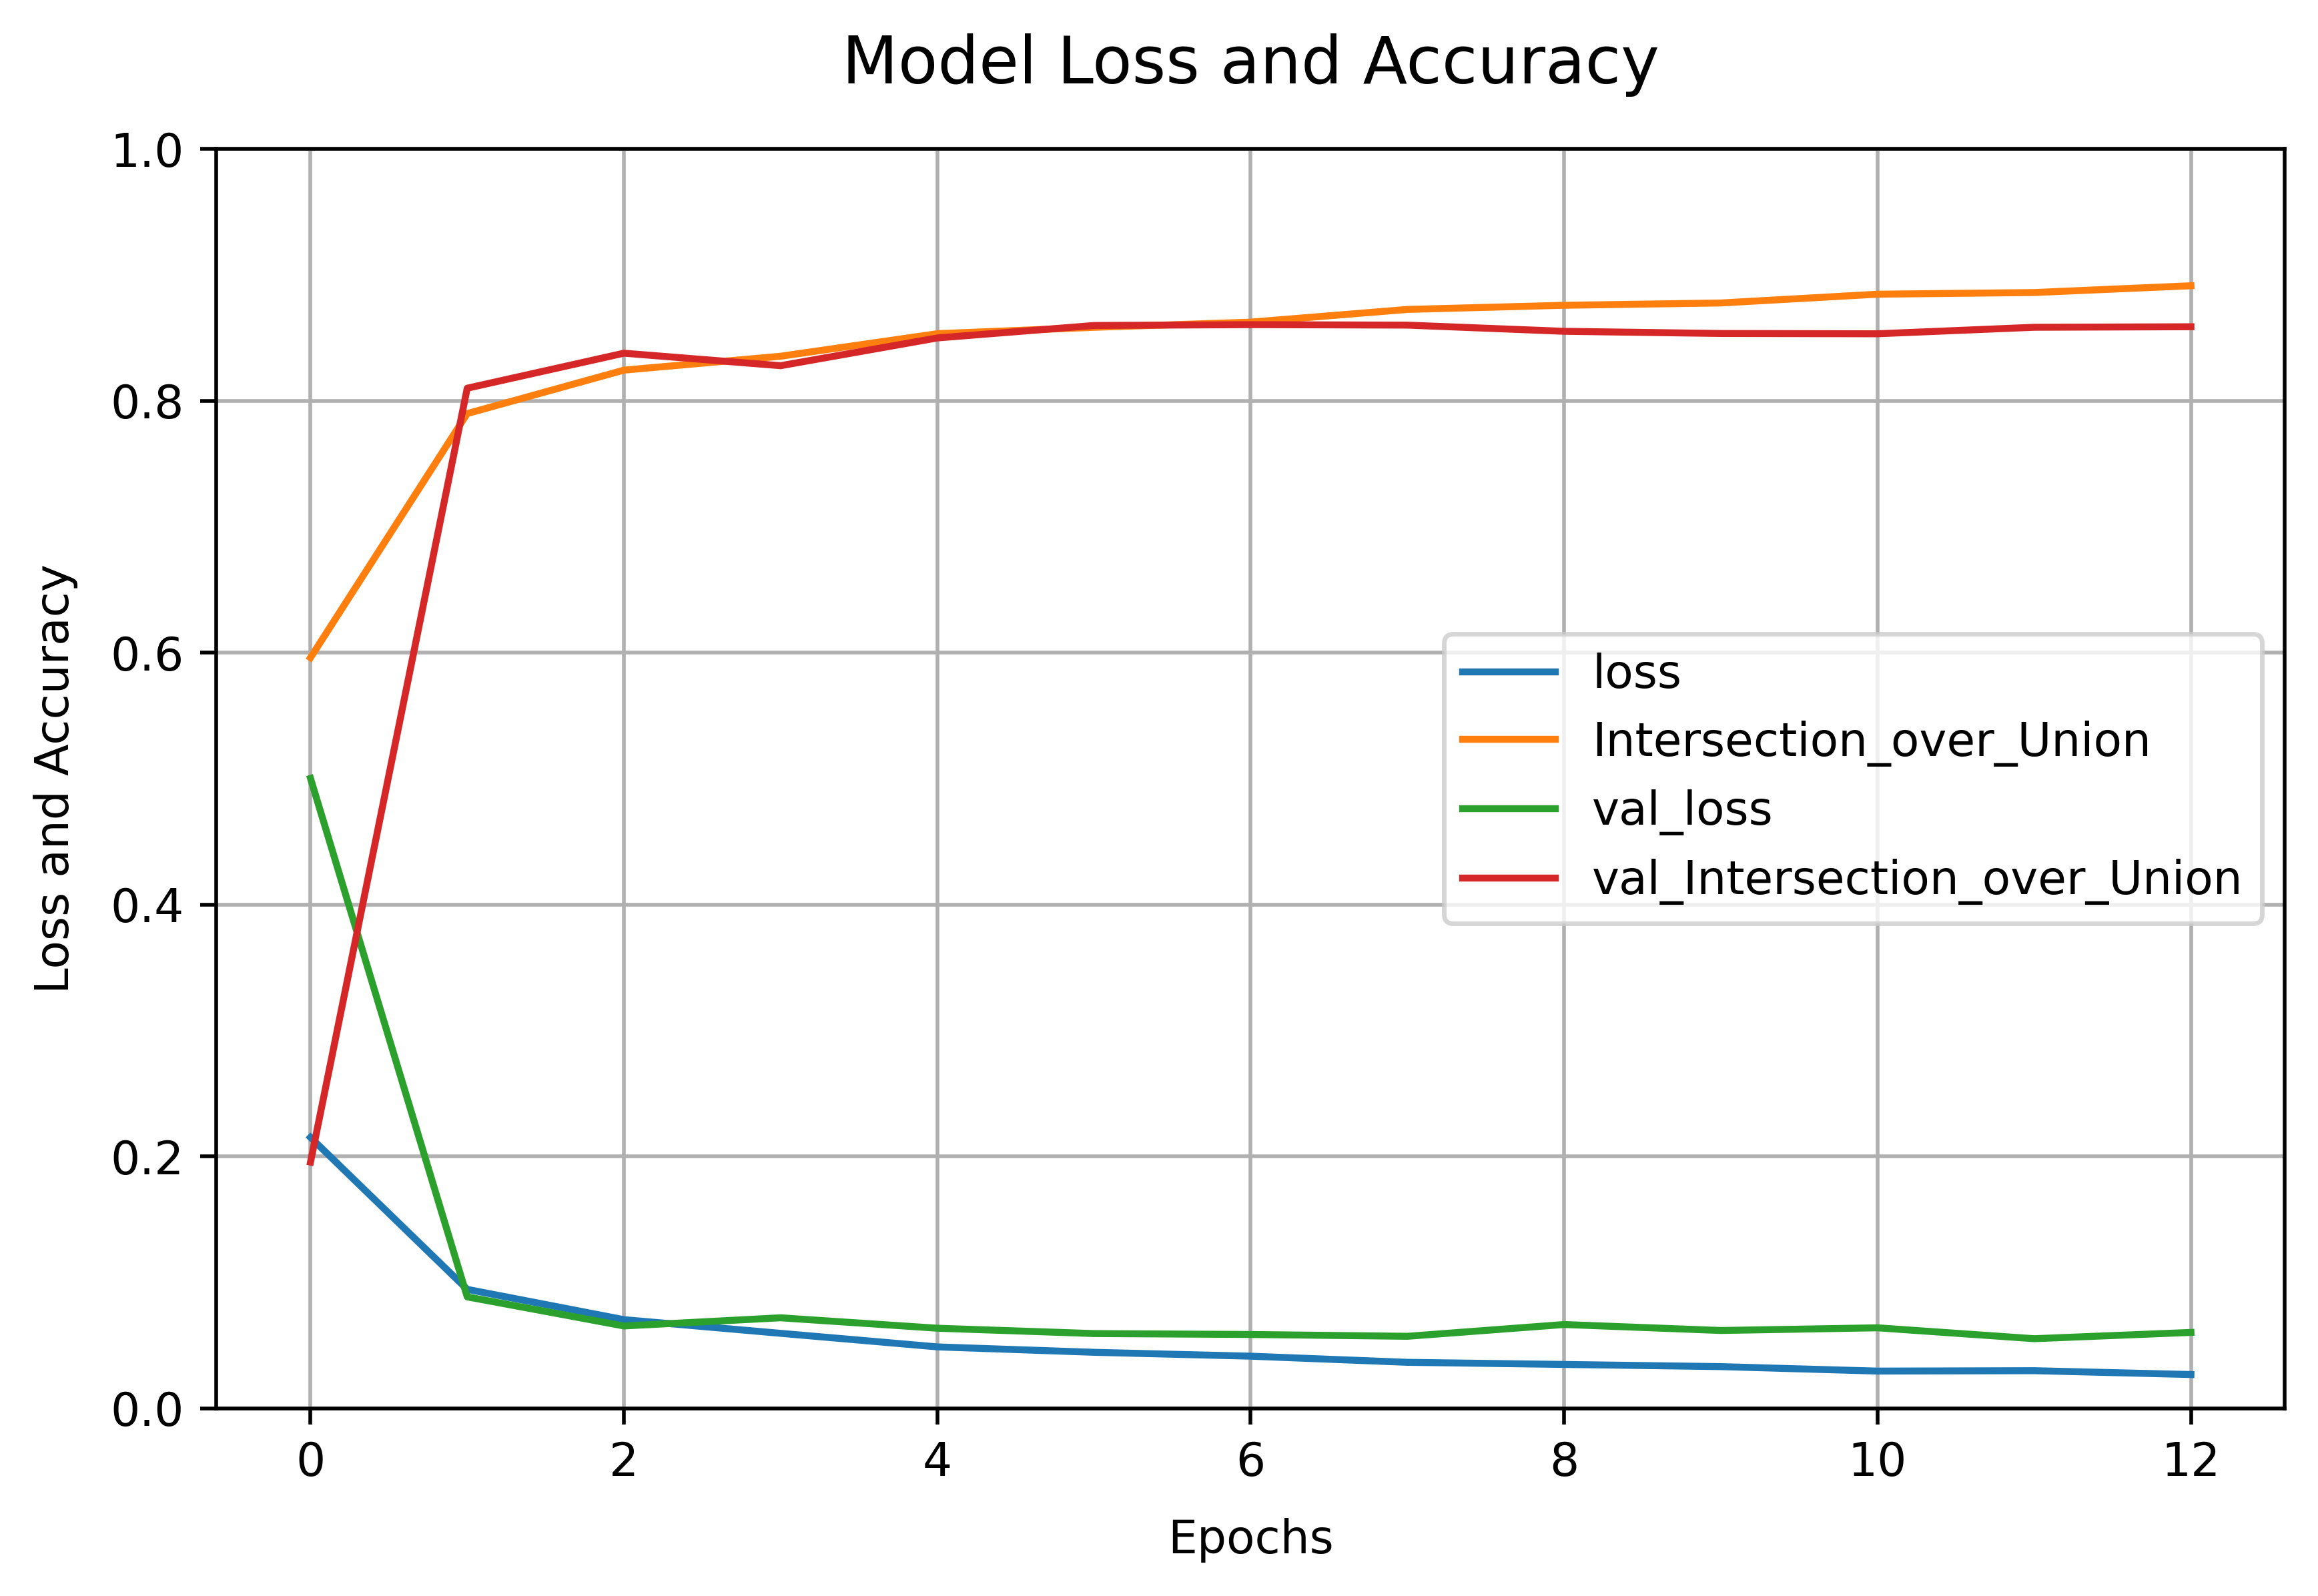 Model Loss and Accuracy
1.0
0.8
0.6
0.4
0.2
0.0
Loss and Accuracy
loss
Intersection_over_Union
val_loss
val_Intersection_over_Union
0 2 4 6 8 10 12
Epochs